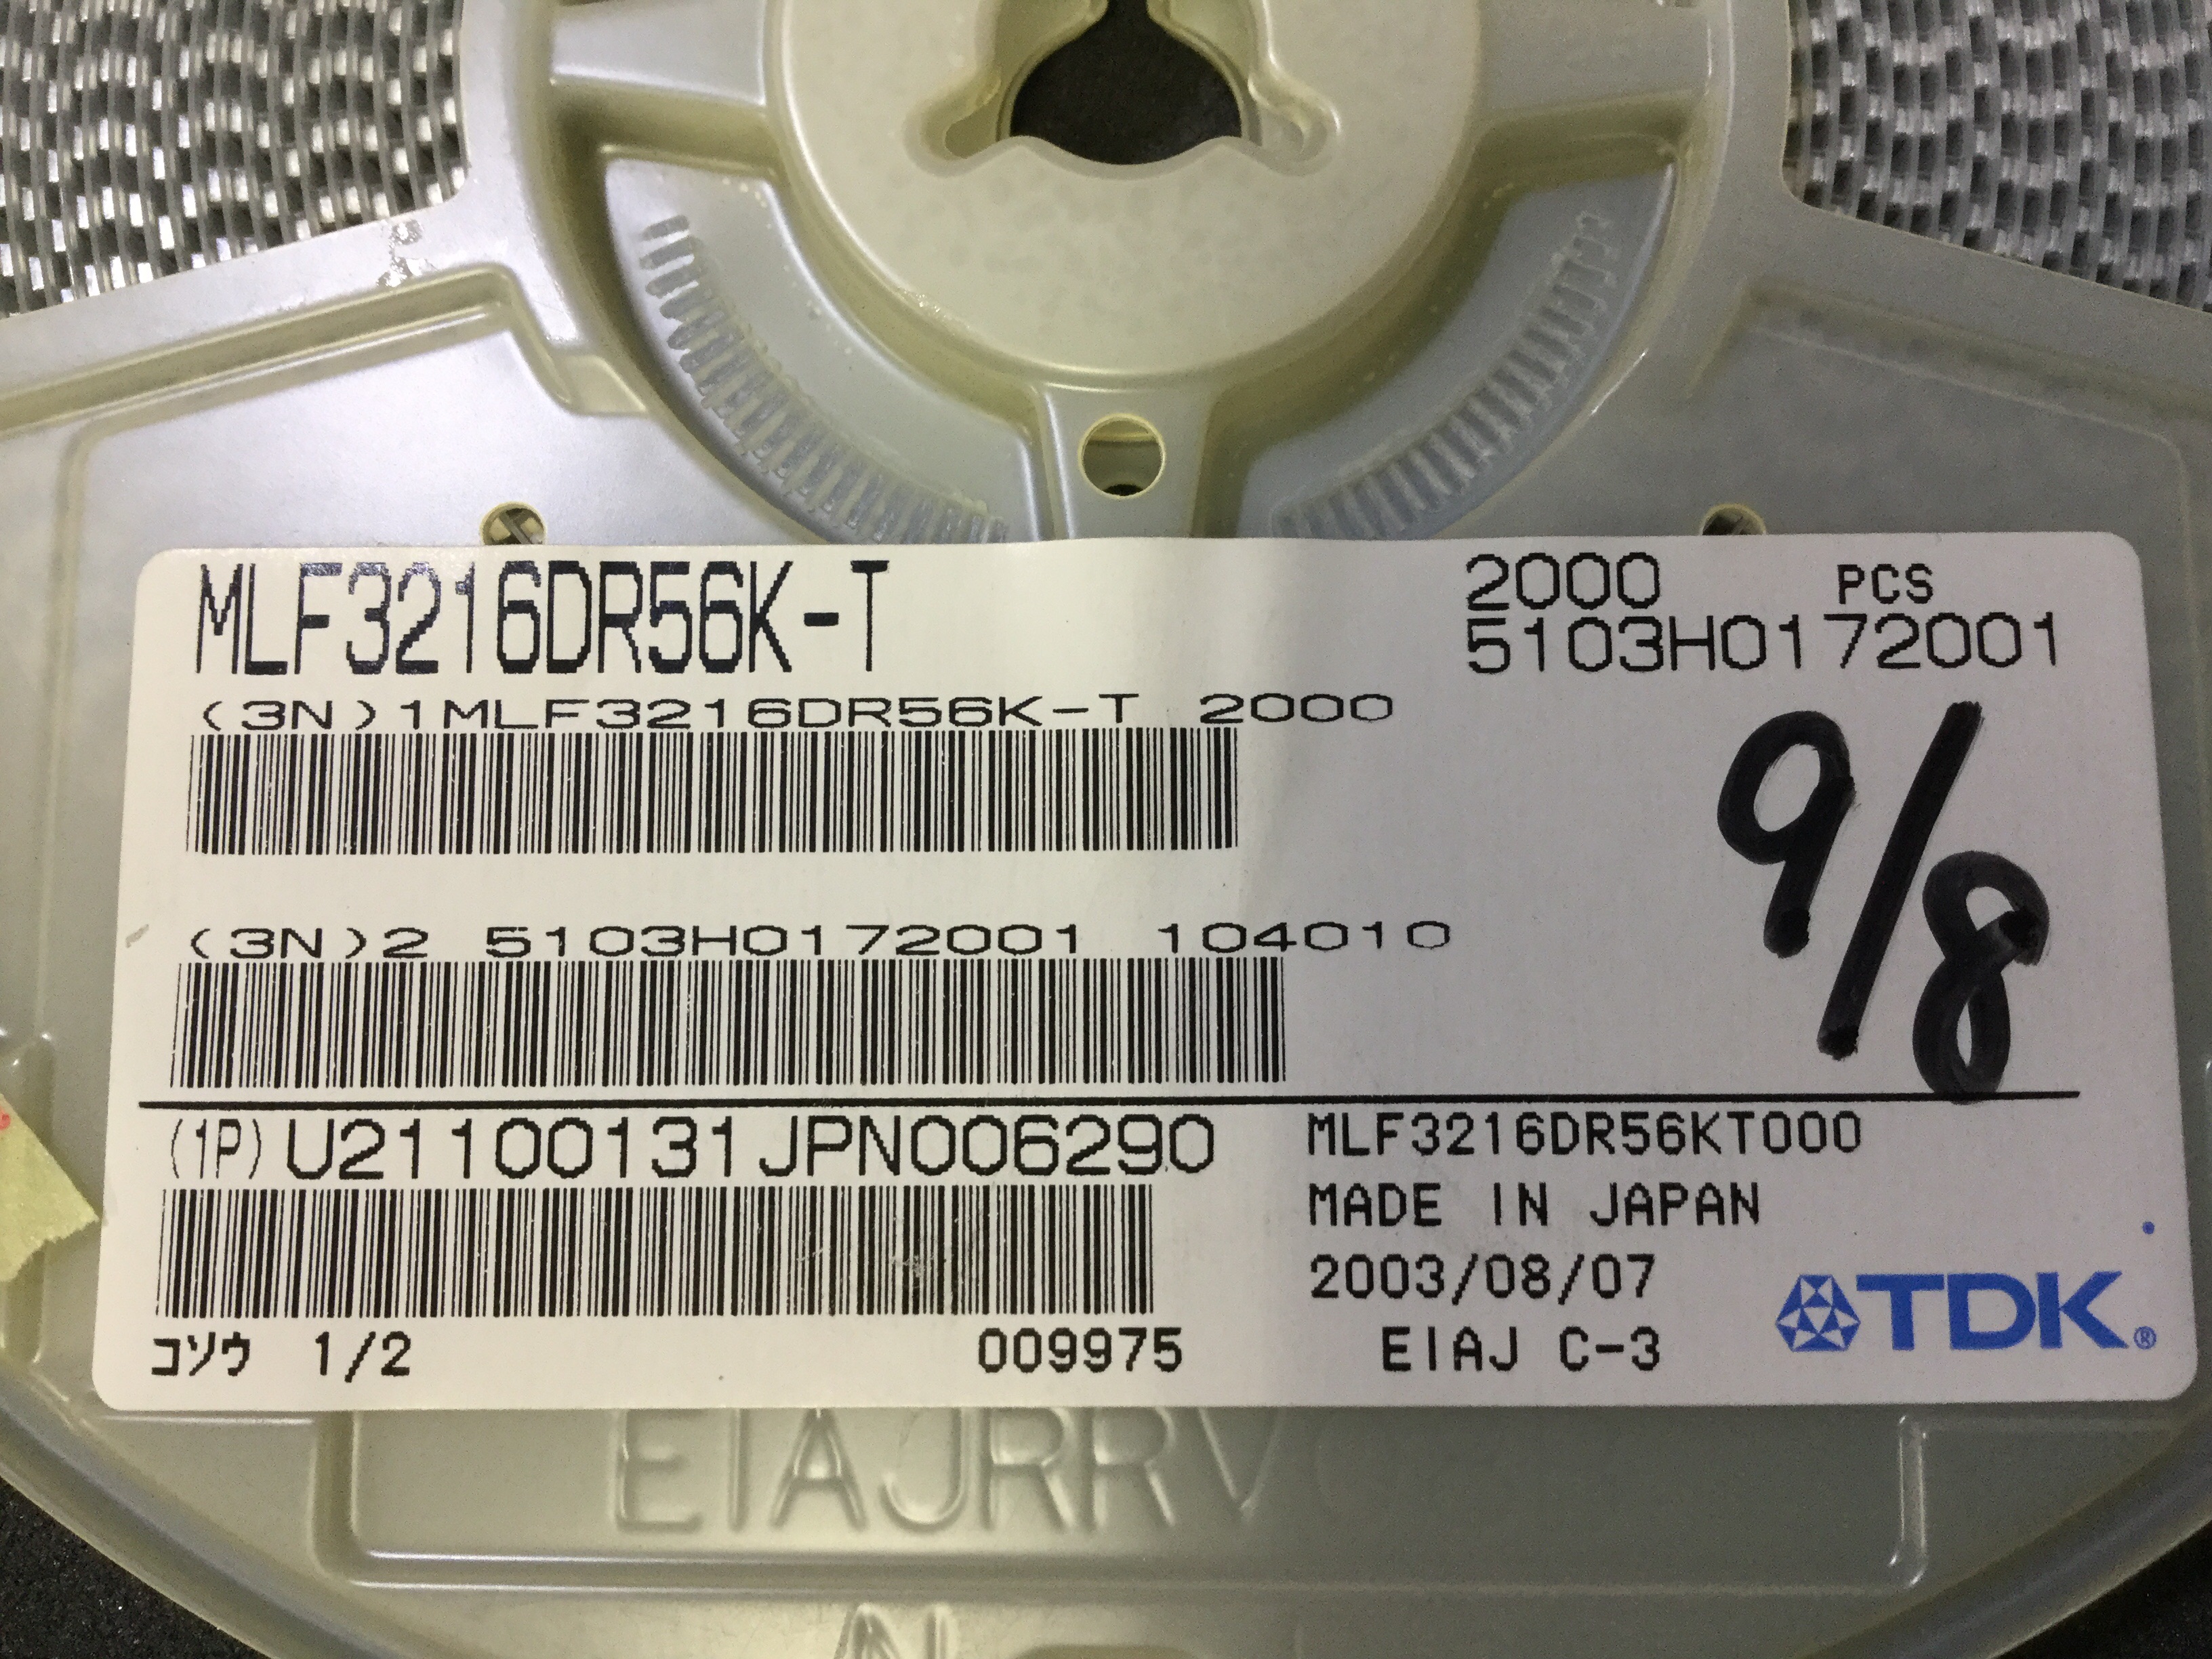 MLF3216DR56K-T
2000 PCS
5103H0172001
(3N)1MLF3216DR56K-T 2000
9/8
(3N)2 5103H0172001 104010
(1P)U21100131JPN006290
MLF3216DR56KT000
MADE IN JAPAN
2003/08/07
TDK®
コソウ 1/2
009975
EIAJ C-3
EIAJRRV